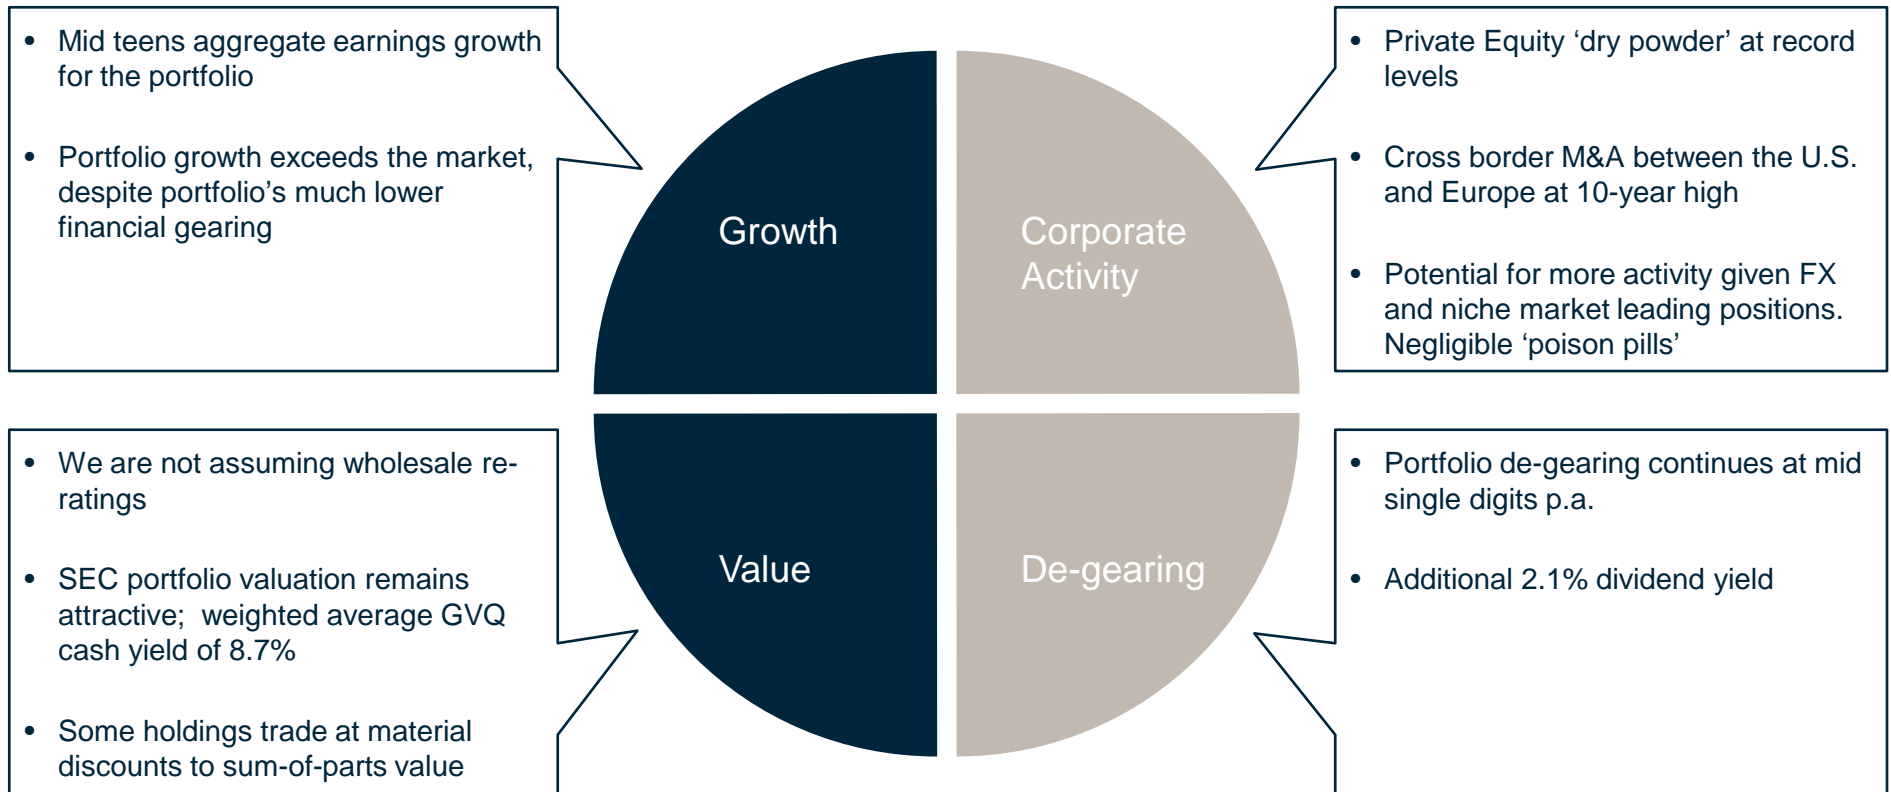 • Mid teens aggregate earnings growth
for the portfolio
• Portfolio growth exceeds the market,
despite portfolio's much lower
financial gearing
Growth
Corporate
Activity
• Private Equity ‘dry powder’ at record
levels
• Cross border M&A between the U.S.
and Europe at 10-year high
• Potential for more activity given FX
and niche market leading positions.
Negligible ‘poison pills’
• We are not assuming wholesale re-
ratings
• SEC portfolio valuation remains
attractive;  weighted average GVQ
cash yield of 8.7%
• Some holdings trade at material
discounts to sum-of-parts value
Value
De-gearing
• Portfolio de-gearing continues at mid
single digits p.a.
• Additional 2.1% dividend yield